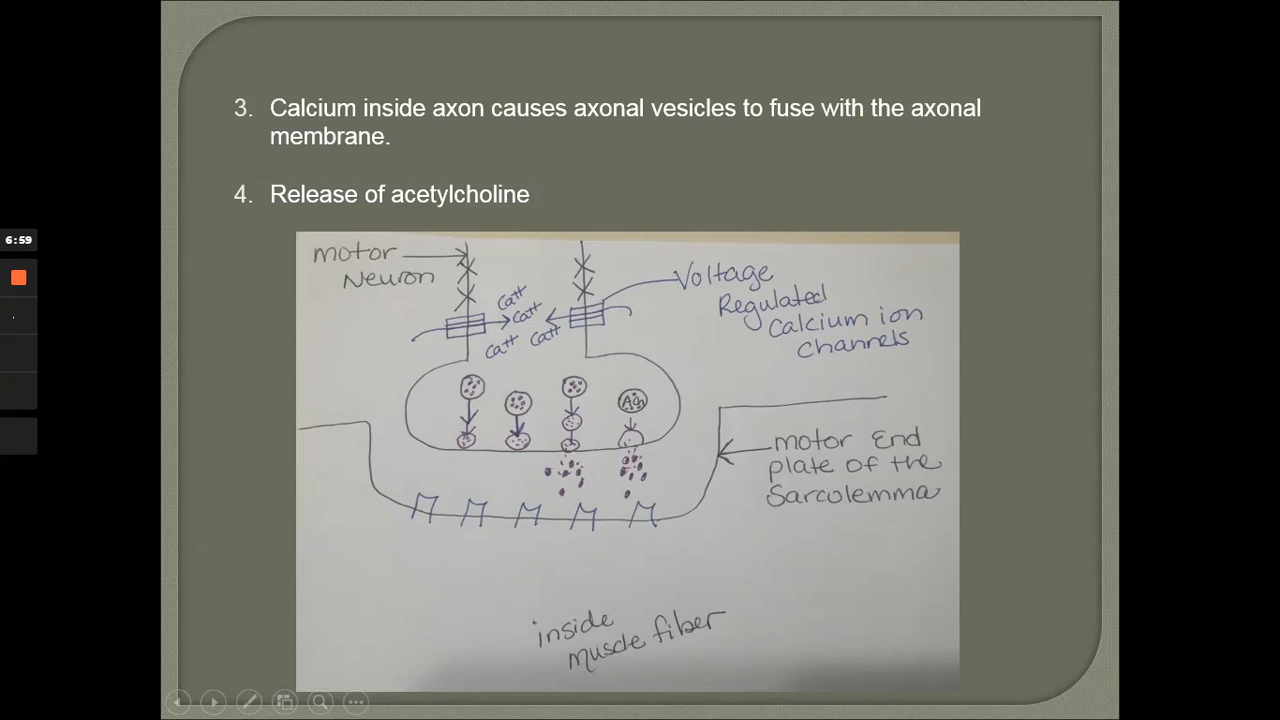 3. Calcium inside axon causes axonal vesicles to fuse with the axonal
membrane.
4. Release of acetylcholine
6:59
motor
Neuron
Ca++
Ca++
Ca++
Ca++
Voltage
Regulated
Calcium ion
Channels
Ach
motor End
plate of the
Sarcolemma
inside
muscle fiber